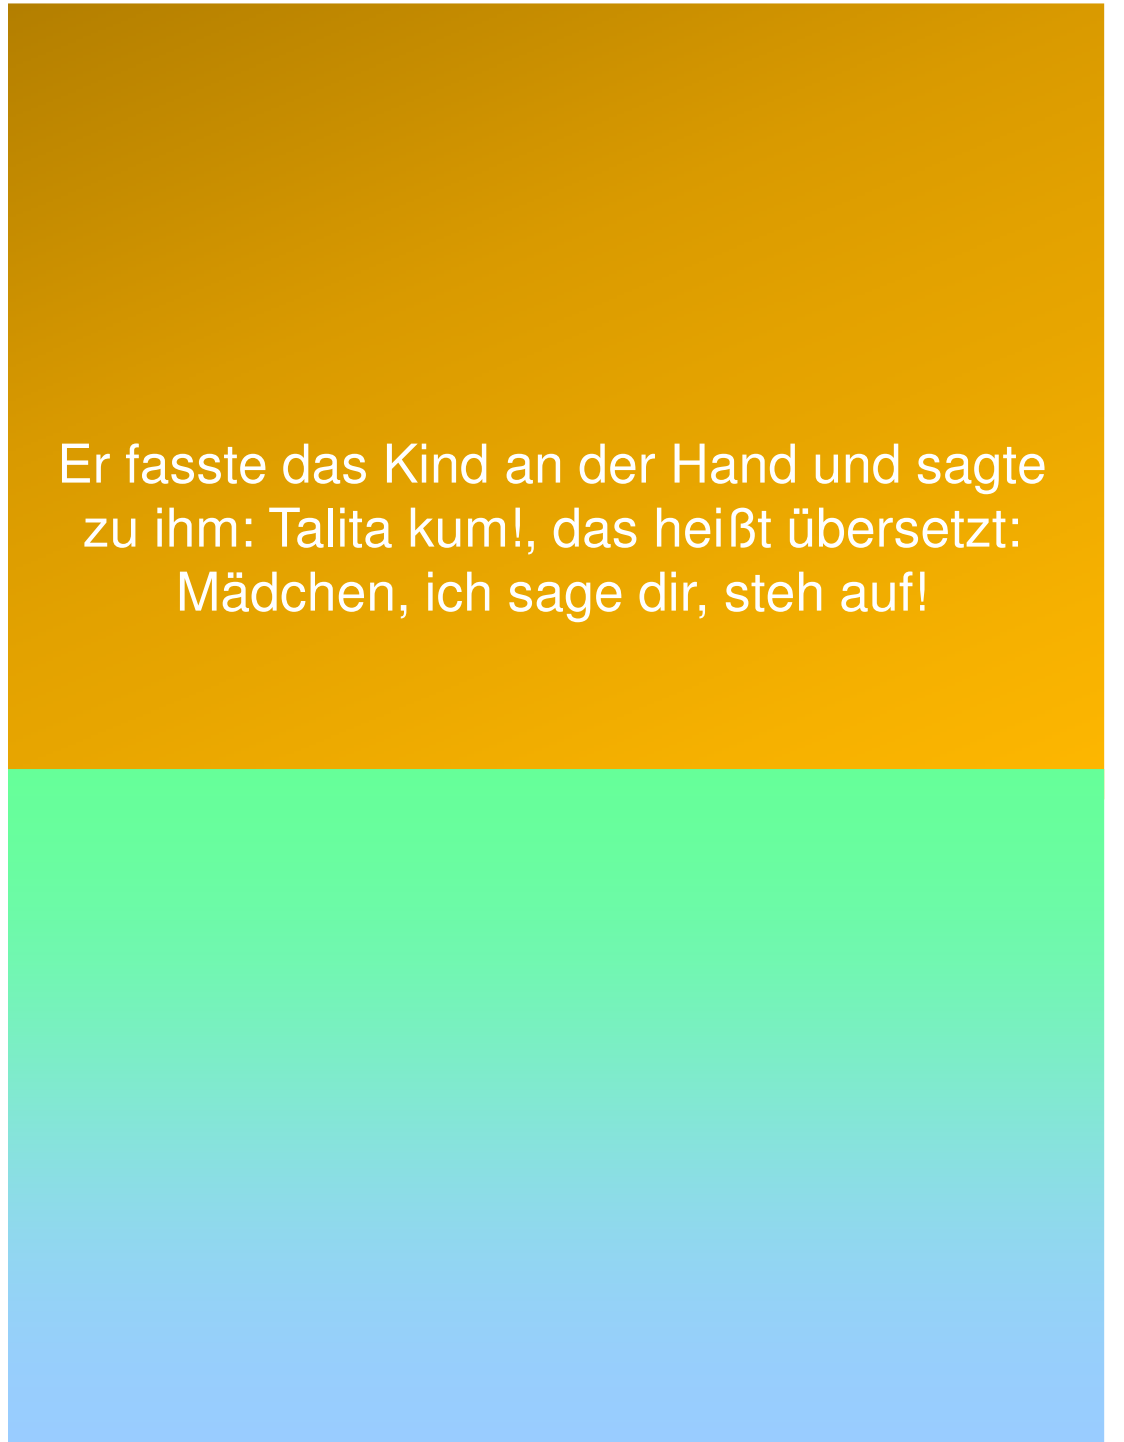 Er fasste das Kind an der Hand und sagte
zu ihm: Talita kum!, das heißt übersetzt:
Mädchen, ich sage dir, steh auf!